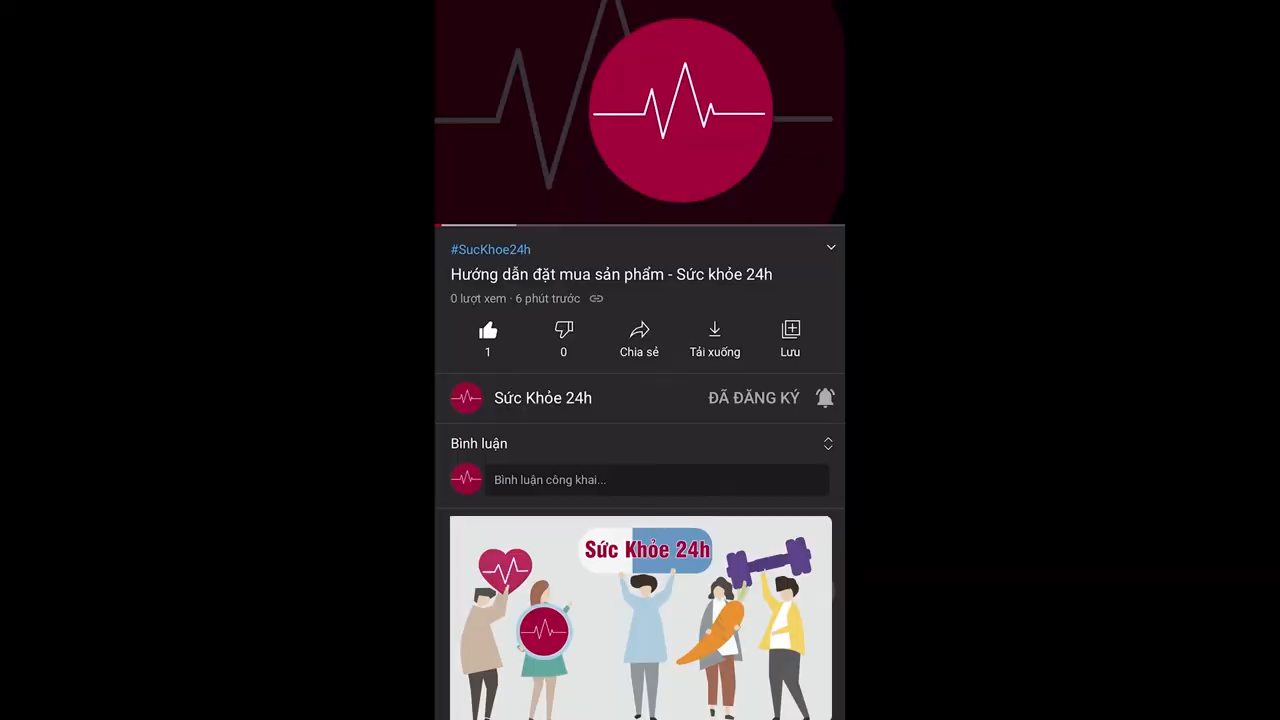 #SucKhoe24h
Hướng dẫn đặt mua sản phẩm - Sức khỏe 24h
0 lượt xem · 6 phút trước
1
0
Chia sẻ
Tải xuống
Lưu
Sức Khỏe 24h
ĐÃ ĐĂNG KÝ
Bình luận
Bình luận công khai...
Sức Khỏe 24h